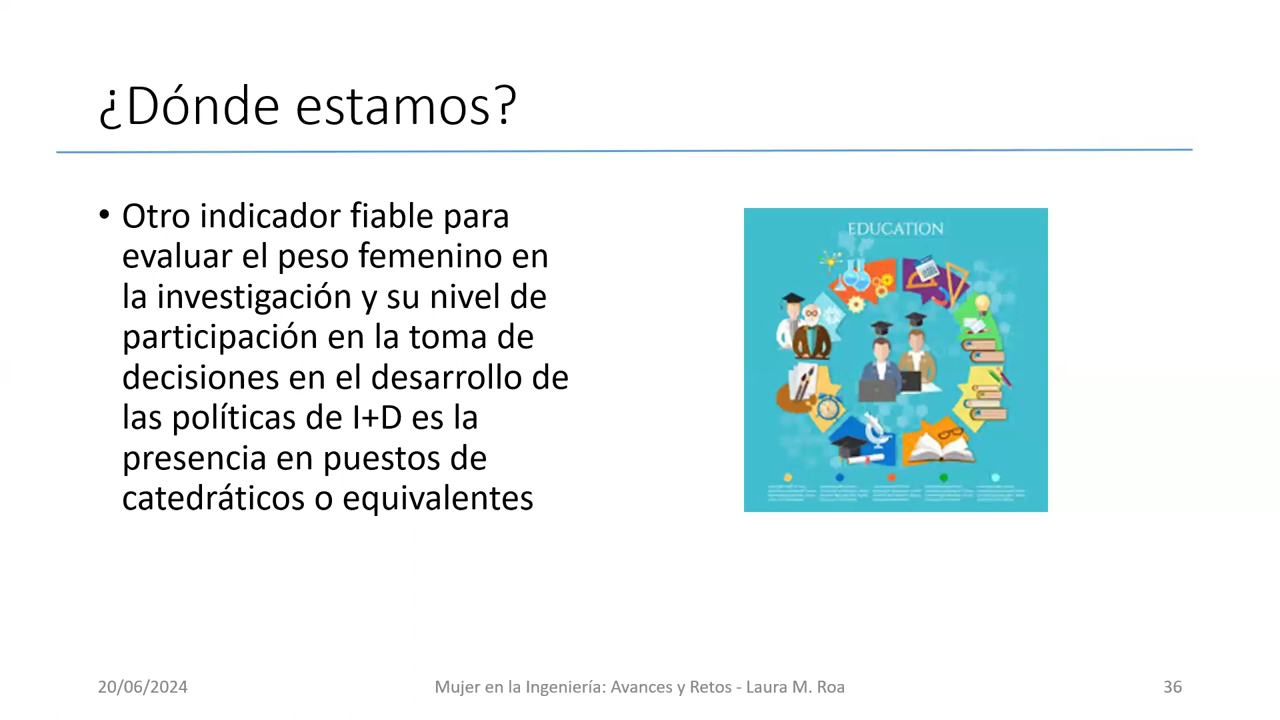 ¿Dónde estamos?
• Otro indicador fiable para
evaluar el peso femenino en
la investigación y su nivel de
participación en la toma de
decisiones en el desarrollo de
las políticas de I+D es la
presencia en puestos de
catedráticos o equivalentes
EDUCATION
20/06/2024
Mujer en la Ingeniería: Avances y Retos - Laura M. Roa
36